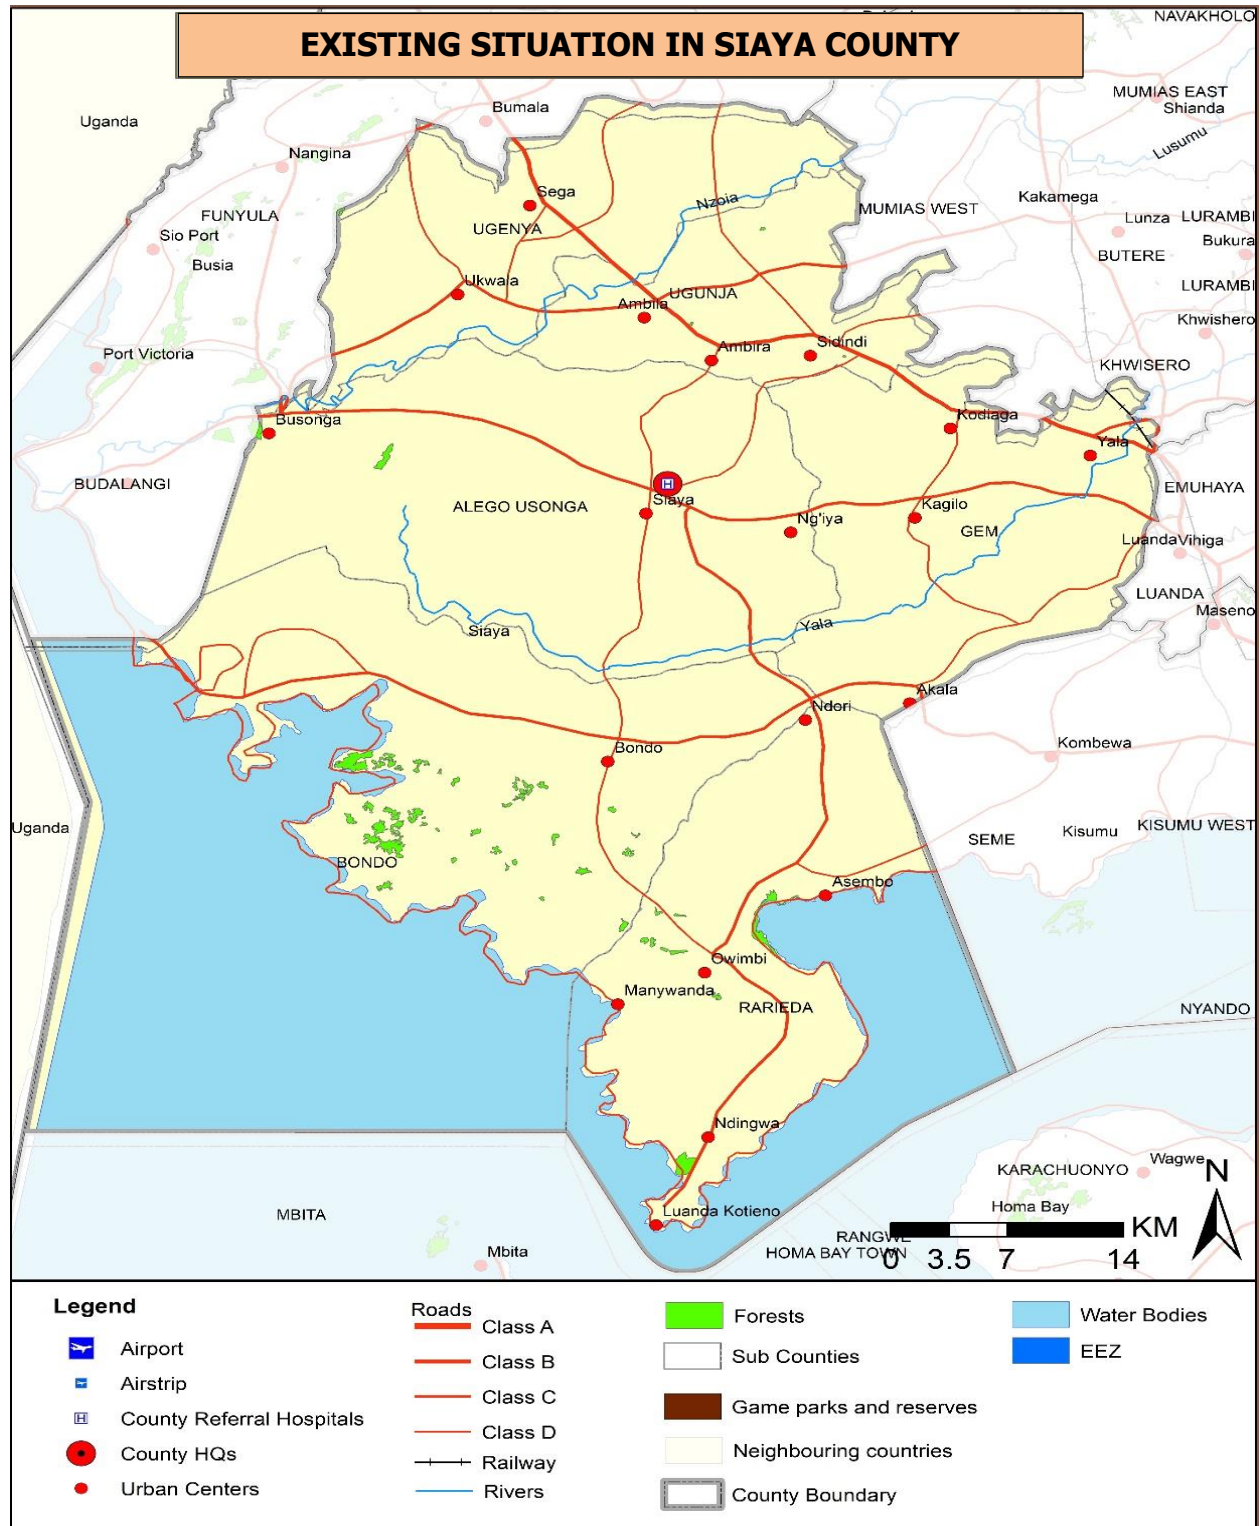 EXISTING SITUATION IN SIAYA COUNTY
NAVAKHOLO
MUMIAS EAST
Shianda
Lusumu
Uganda
Bumala
Nangina
Sega
Nzoia
MUMIAS WEST
Kakamega
Lunza
LURAMBI
FUNYULA
Sio Port
Busia
UGENYA
BUTERE
Bukura
Ukwala
UGUNJA
Ambila
LURAMBI
Khwishero
Port Victoria
Ambira
Sidindi
KHWISERO
Busonga
Kodiaga
Yala
BUDALANGI
ALEGO USONGA
H
Siaya
Ng'iya
Kagilo
GEM
EMUHAYA
Luanda
Vihiga
LUANDA
Maseno
Siaya
Yala
Akala
Ndori
Bondo
Kombewa
Uganda
SEME
Kisumu
KISUMU WEST
BONDO
Asembo
Owimbi
Manywanda
RARIEDA
NYANDO
Ndingwa
KARACHUONYO
Wagwe
N
MBITA
Luanda Kotieno
Homa Bay
RANGWE
HOMA BAY TOWN
Mbita
KM
0 3.5 7 14
Legend
Airport
Airstrip
H County Referral Hospitals
County HQs
Urban Centers
Roads
Class A
Class B
Class C
Class D
Railway
Rivers
Forests
Sub Counties
Game parks and reserves
Neighbouring countries
County Boundary
Water Bodies
EEZ